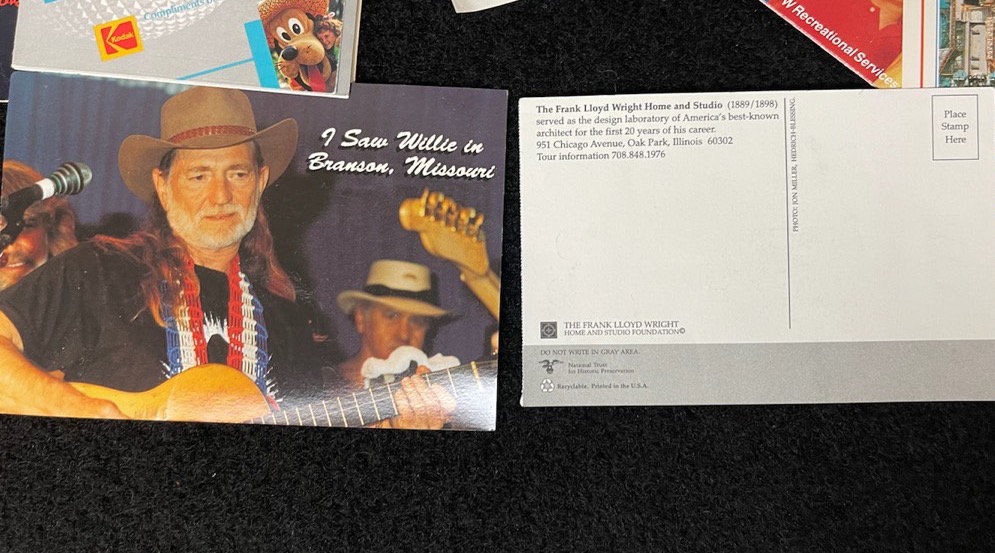 Kodak
Compliments
W Recreational Services
I Saw Willie in
Branson, Missouri
The Frank Lloyd Wright Home and Studio (1889/1898)
served as the design laboratory of America's best-known
architect for the first 20 years of his career.
951 Chicago Avenue, Oak Park, Illinois 60302
Tour information 708.848.1976
Place
Stamp
Here
PHOTO: JON MILLER, HEDRICH-BLESSING.
THE FRANK LLOYD WRIGHT
HOME AND STUDIO FOUNDATION©
DO NOT WRITE IN GRAY AREA.
National Trust
for Historic Preservation
Recyclable. Printed in the U.S.A.